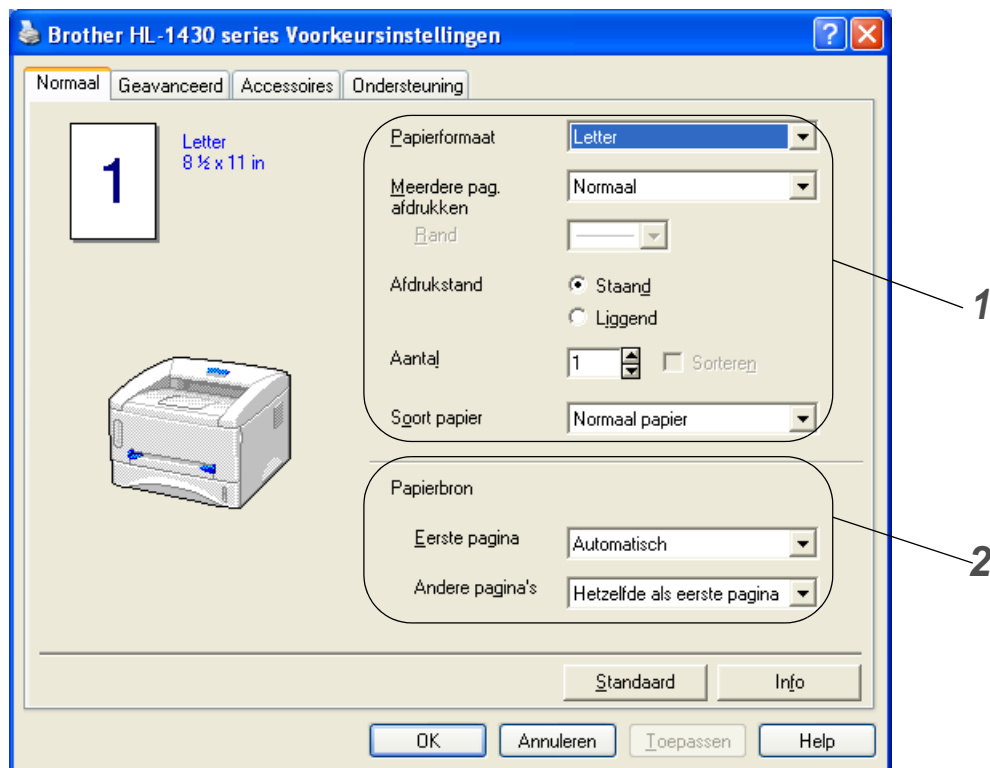 Brother HL-1430 series Voorkeursinstellingen
Normaal Geavanceerd Accessoires Ondersteuning
1
Letter
8 ½ x 11 in
Papierformaat Letter
Meerdere pag. afdrukken Normaal
Rand
Afdrukstand Staand
Liggend
Aantal 1 Sorteren
Soort papier Normaal papier
1
Papierbron
Eerste pagina Automatisch
Andere pagina's Hetzelfde als eerste pagina
2
Standaard Info
OK Annuleren Toepassen Help